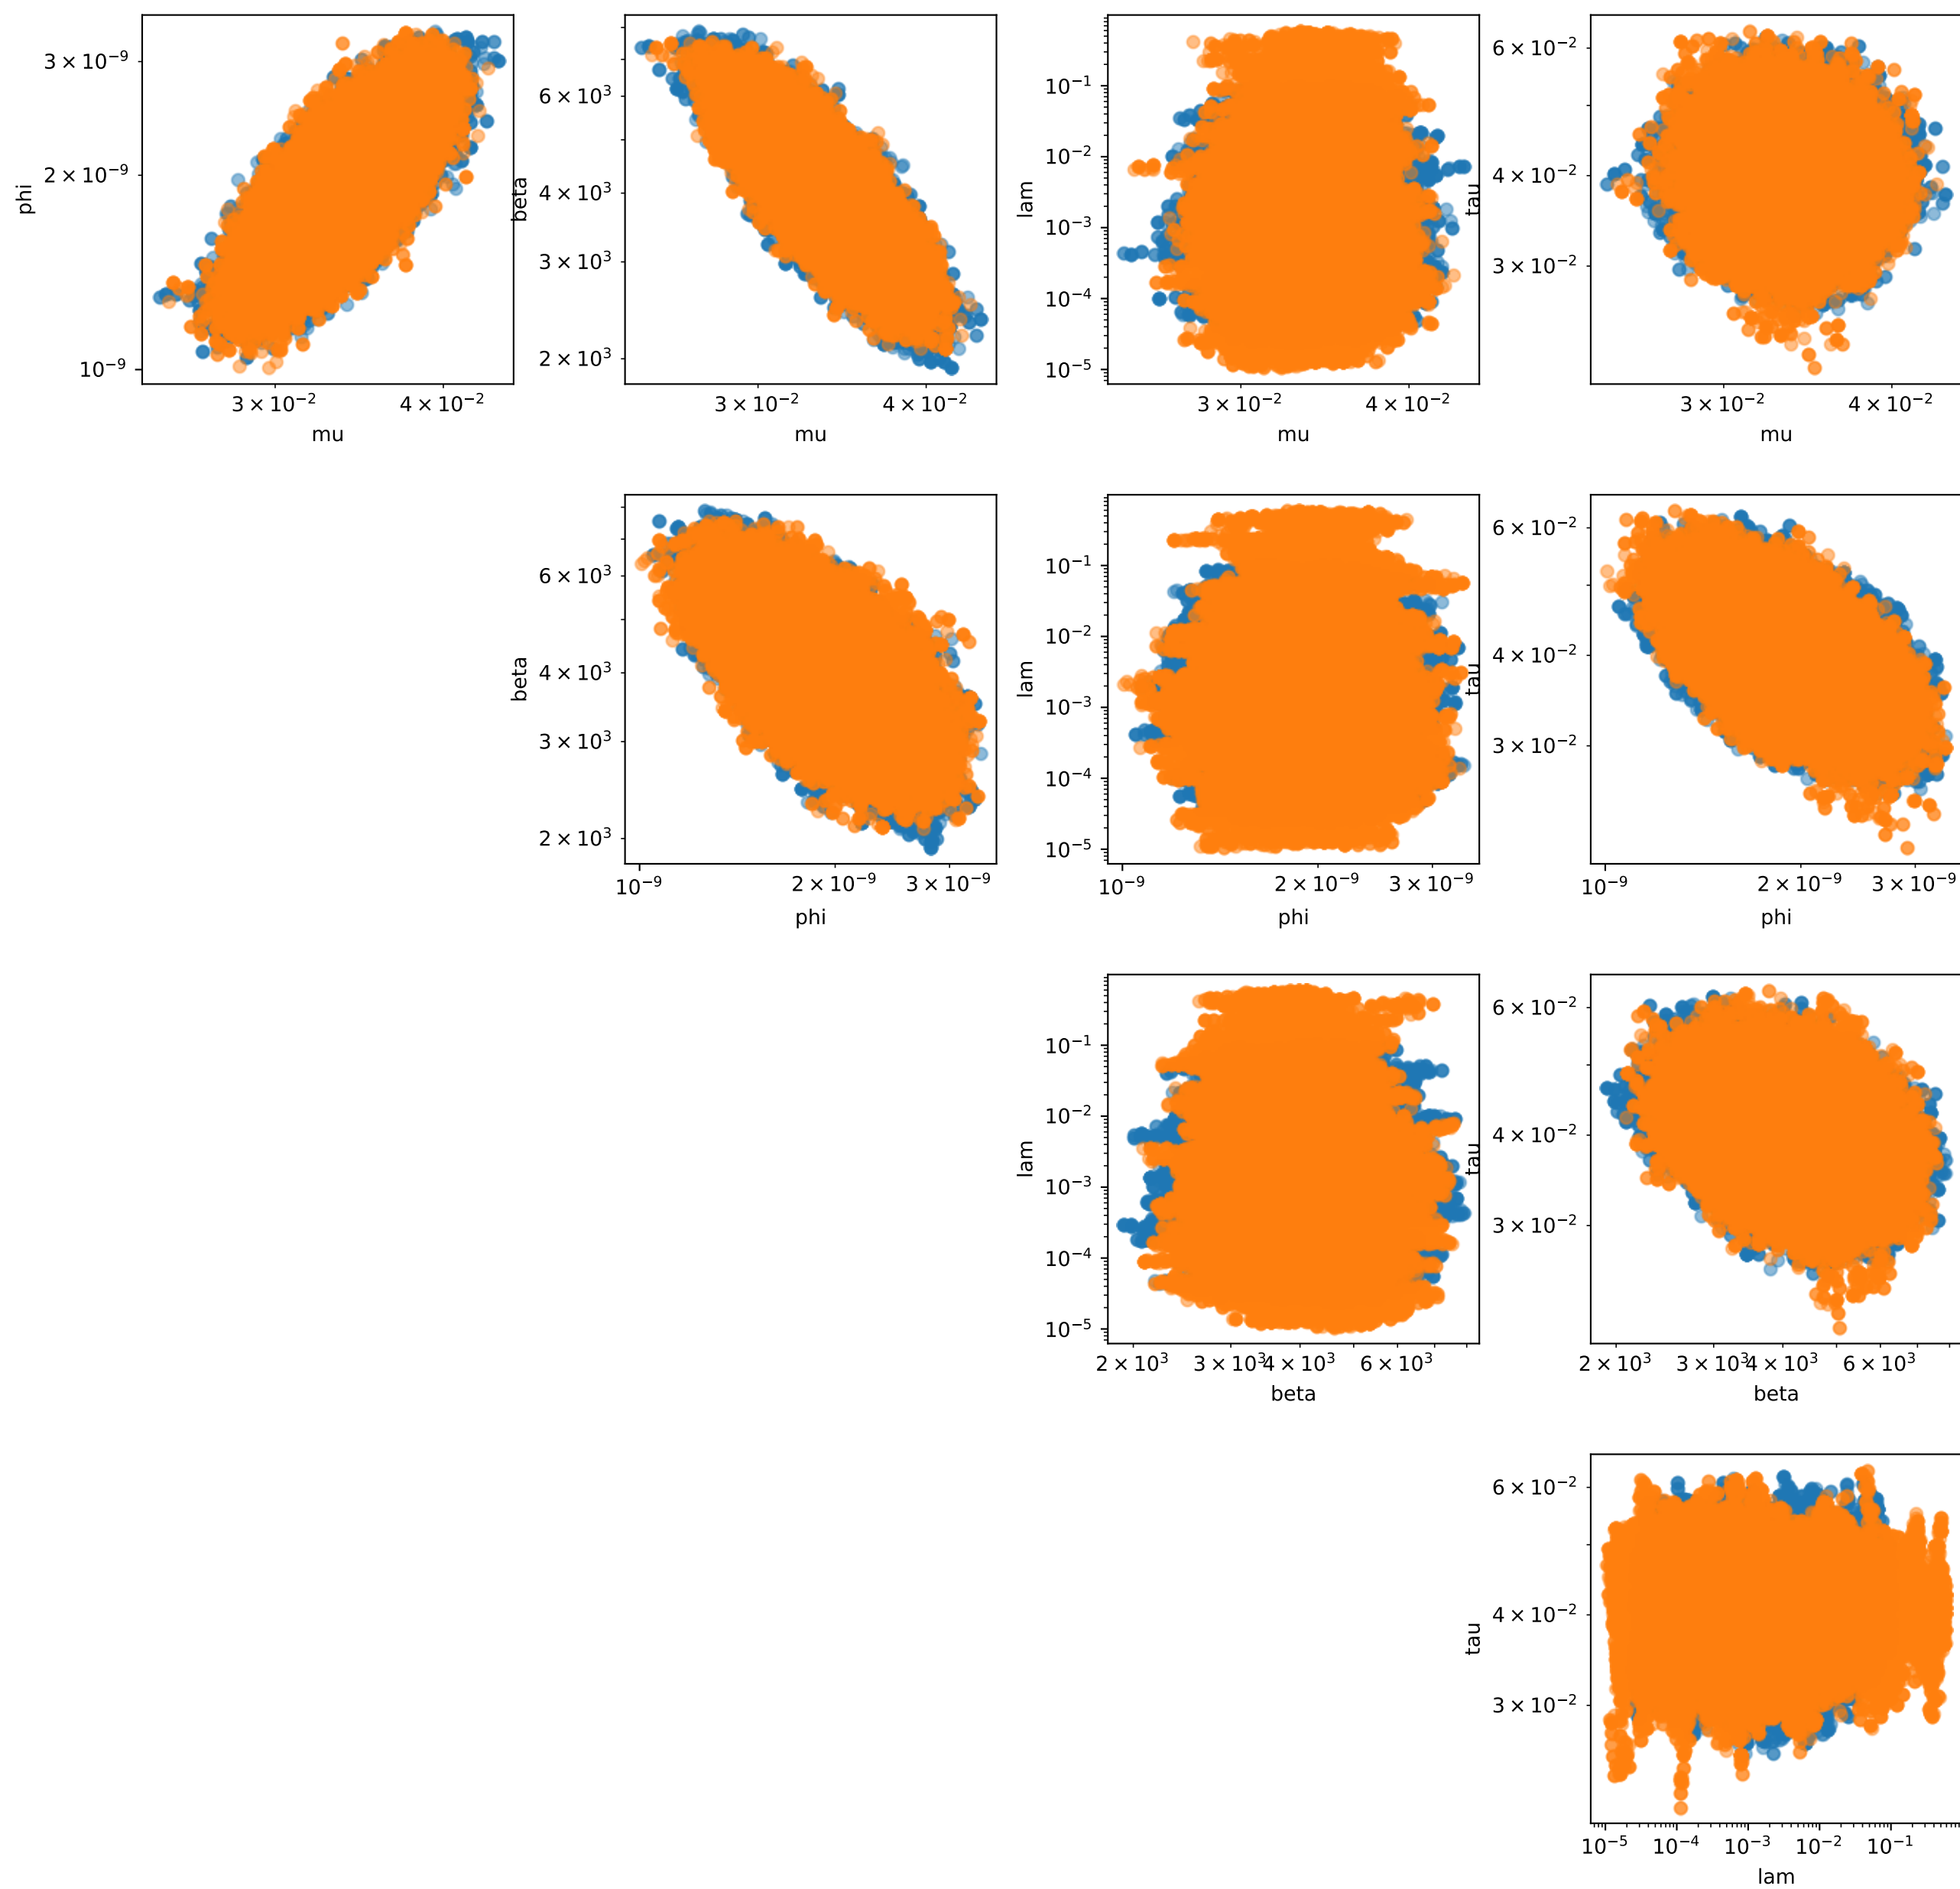 3 × 10⁻⁹
2 × 10⁻⁹
10⁻⁹
phi
3 × 10⁻² 4 × 10⁻²
mu
6 × 10³
4 × 10³
3 × 10³
2 × 10³
beta
3 × 10⁻² 4 × 10⁻²
mu
10⁻¹
10⁻²
10⁻³
10⁻⁴
10⁻⁵
lam
3 × 10⁻² 4 × 10⁻²
mu
6 × 10⁻²
4 × 10⁻²
3 × 10⁻²
tau
3 × 10⁻² 4 × 10⁻²
mu
6 × 10³
4 × 10³
3 × 10³
2 × 10³
beta
10⁻⁹ 2 × 10⁻⁹ 3 × 10⁻⁹
phi
10⁻¹
10⁻²
10⁻³
10⁻⁴
10⁻⁵
lam
10⁻⁹ 2 × 10⁻⁹ 3 × 10⁻⁹
phi
6 × 10⁻²
4 × 10⁻²
3 × 10⁻²
tau
10⁻⁹ 2 × 10⁻⁹ 3 × 10⁻⁹
phi
10⁻¹
10⁻²
10⁻³
10⁻⁴
10⁻⁵
lam
2 × 10³ 3 × 10³ 4 × 10³ 6 × 10³
beta
6 × 10⁻²
4 × 10⁻²
3 × 10⁻²
tau
2 × 10³ 3 × 10³ 4 × 10³ 6 × 10³
beta
6 × 10⁻²
4 × 10⁻²
3 × 10⁻²
tau
10⁻⁵ 10⁻⁴ 10⁻³ 10⁻² 10⁻¹
lam